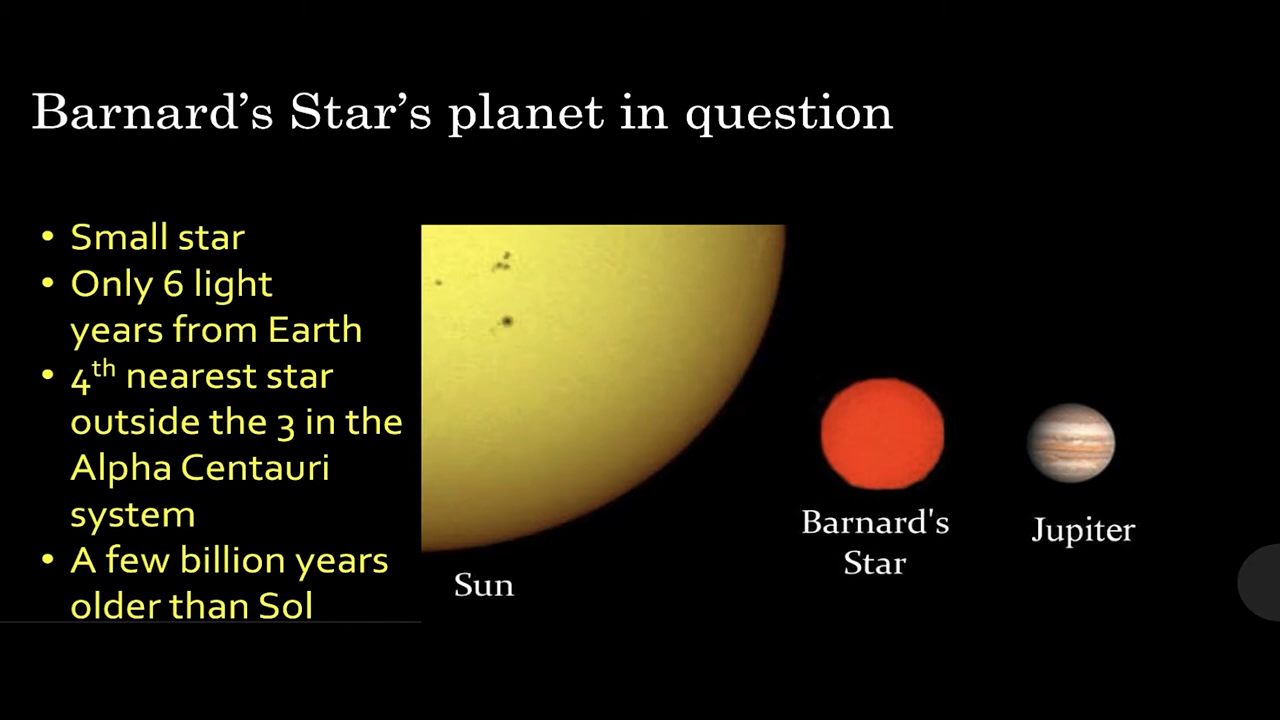 Barnard’s Star’s planet in question
• Small star
• Only 6 light
years from Earth
• 4th nearest star
outside the 3 in the
Alpha Centauri
system
• A few billion years
older than Sol
Sun
Barnard's
Star
Jupiter